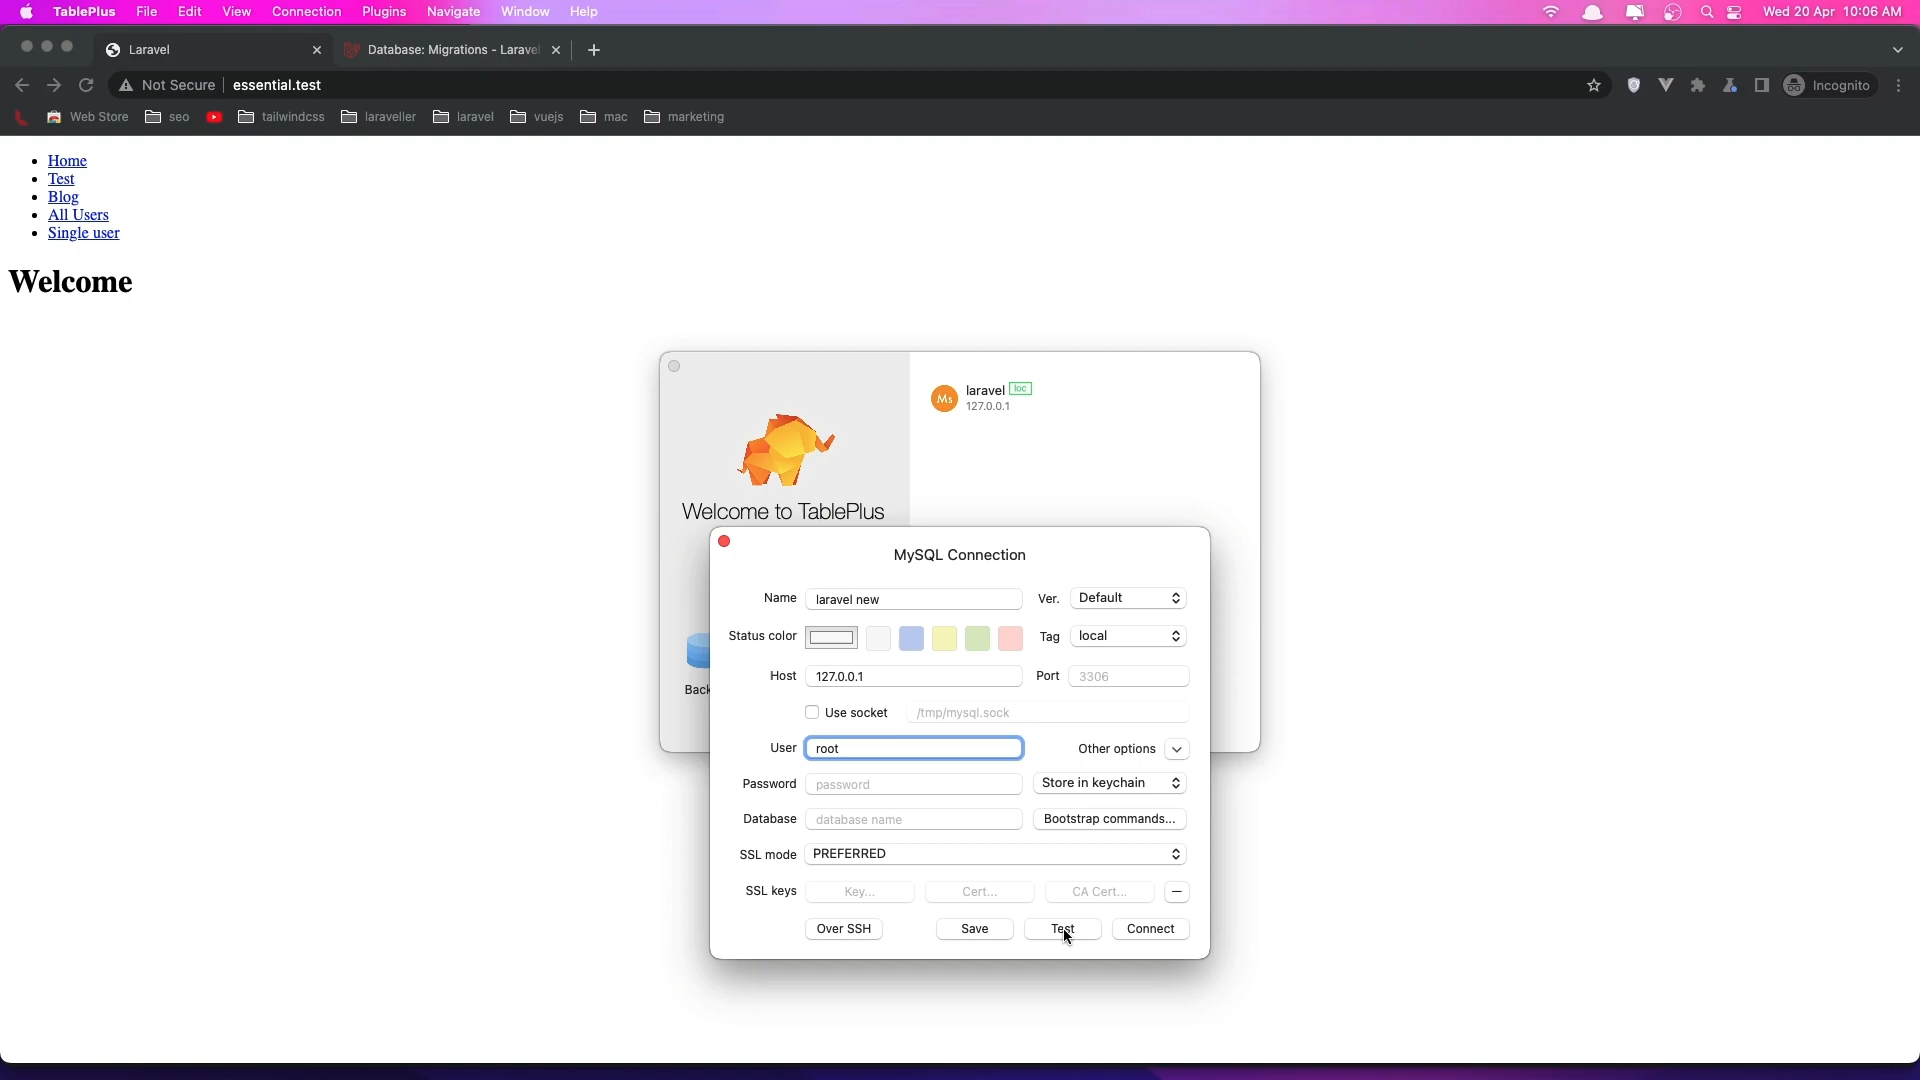 TablePlus File Edit View Connection Plugins Navigate Window Help Wed 20 Apr 10:06 AM
Laravel Database: Migrations - Larave
Not Secure essential.test Incognito
Web Store seo tailwindcss laraveller laravel vuejs mac marketing
Home
Test
Blog
All Users
Single user
Welcome
Ms laravel loc
127.0.0.1
Welcome to TablePlus
Back
MySQL Connection
Name laravel new Ver. Default
Status color Tag local
Host 127.0.0.1 Port 3306
Use socket /tmp/mysql.sock
User root Other options
Password password Store in keychain
Database database name Bootstrap commands...
SSL mode PREFERRED
SSL keys Key... Cert... CA Cert...
Over SSH Save Test Connect